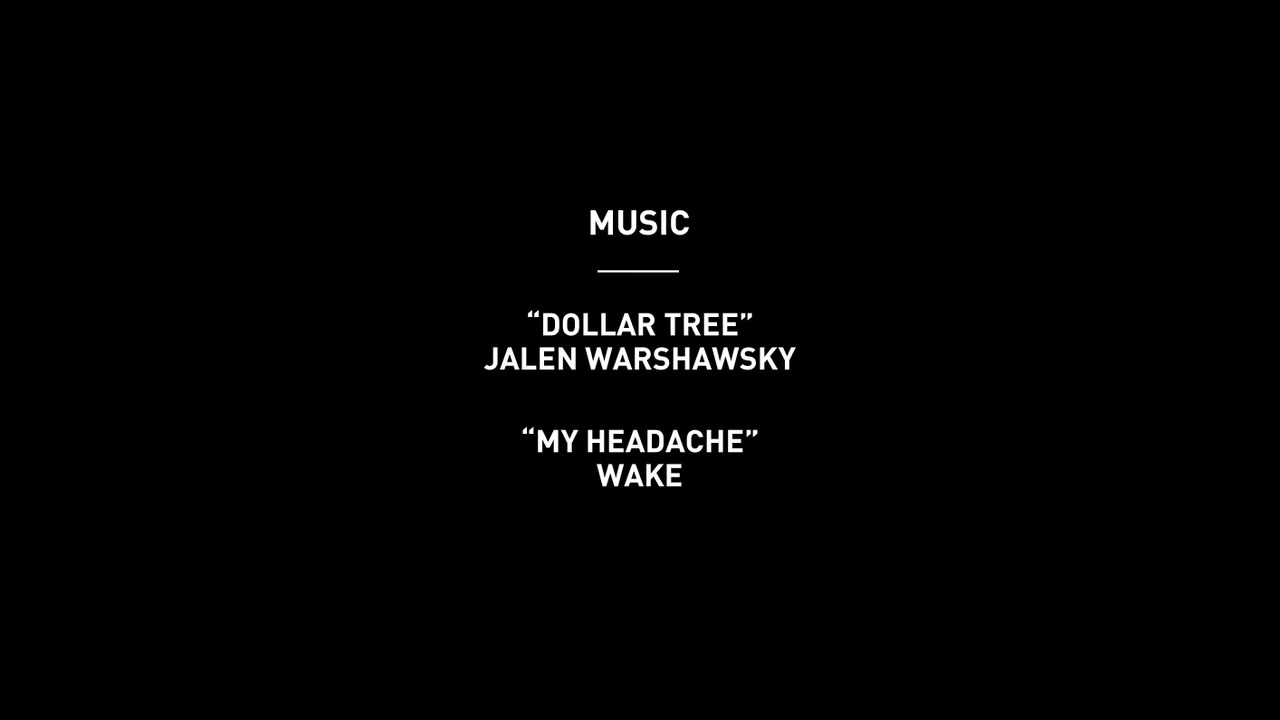 MUSIC
“DOLLAR TREE”
JALEN WARSHAWSKY
“MY HEADACHE”
WAKE